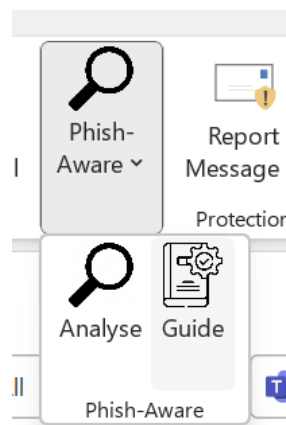 Phish-
Aware
Report
Message
Protection
Analyse
Guide
Phish-Aware